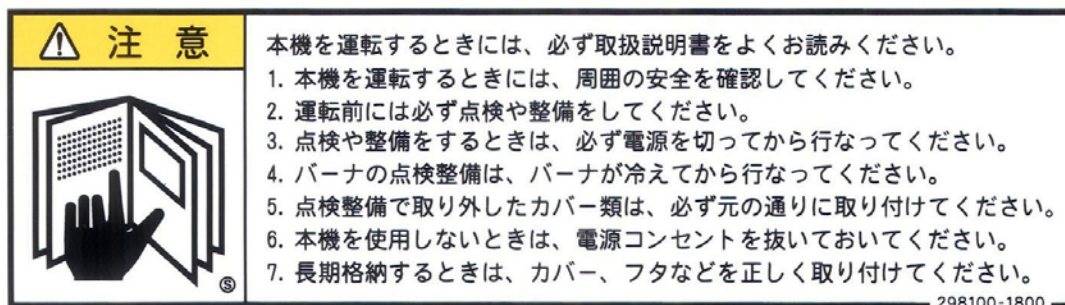 注意
本機を運転するときには、必ず取扱説明書をよくお読みください。
1. 本機を運転するときには、周囲の安全を確認してください。
2. 運転前には必ず点検や整備をしてください。
3. 点検や整備をするときは、必ず電源を切ってから行なってください。
4. バーナの点検整備は、バーナが冷えてから行なってください。
5. 点検整備で取り外したカバー類は、必ず元の通りに取り付けてください。
6. 本機を使用しないときは、電源コンセントを抜いておいてください。
7. 長期格納するときは、カバー、フタなどを正しく取り付けてください。
Ⓢ
298100-1800